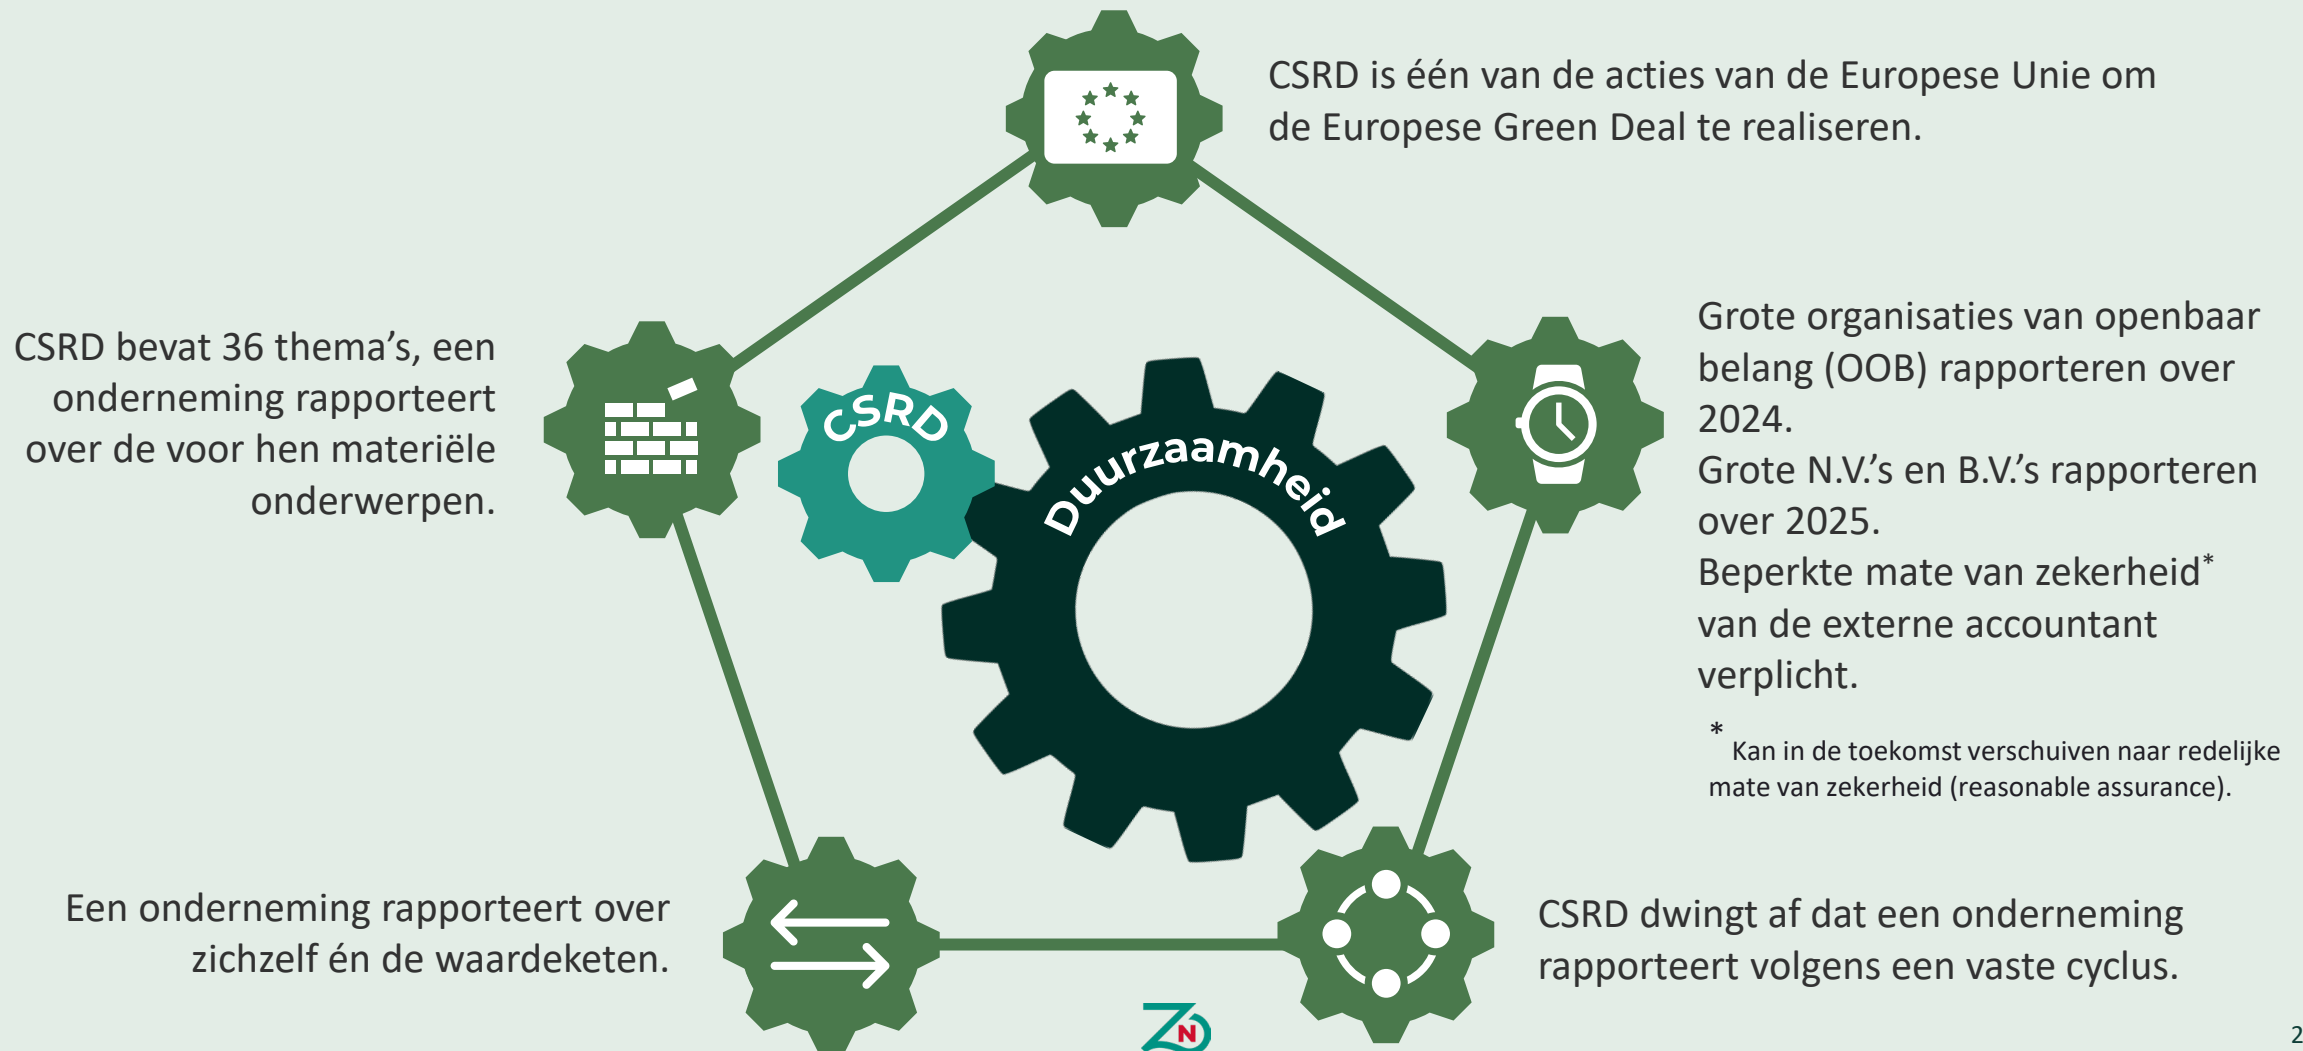 CSRD is één van de acties van de Europese Unie om
de Europese Green Deal te realiseren.
CSRD bevat 36 thema’s, een
onderneming rapporteert
over de voor hen materiële
onderwerpen.
CSRD
Duurzaamheid
Grote organisaties van openbaar
belang (OOB) rapporteren over
2024.
Grote N.V.’s en B.V.’s rapporteren
over 2025.
Beperkte mate van zekerheid*
van de externe accountant
verplicht.
* Kan in de toekomst verschuiven naar redelijke
mate van zekerheid (reasonable assurance).
Een onderneming rapporteert over
zichzelf én de waardeketen.
CSRD dwingt af dat een onderneming
rapporteert volgens een vaste cyclus.
ZN
2